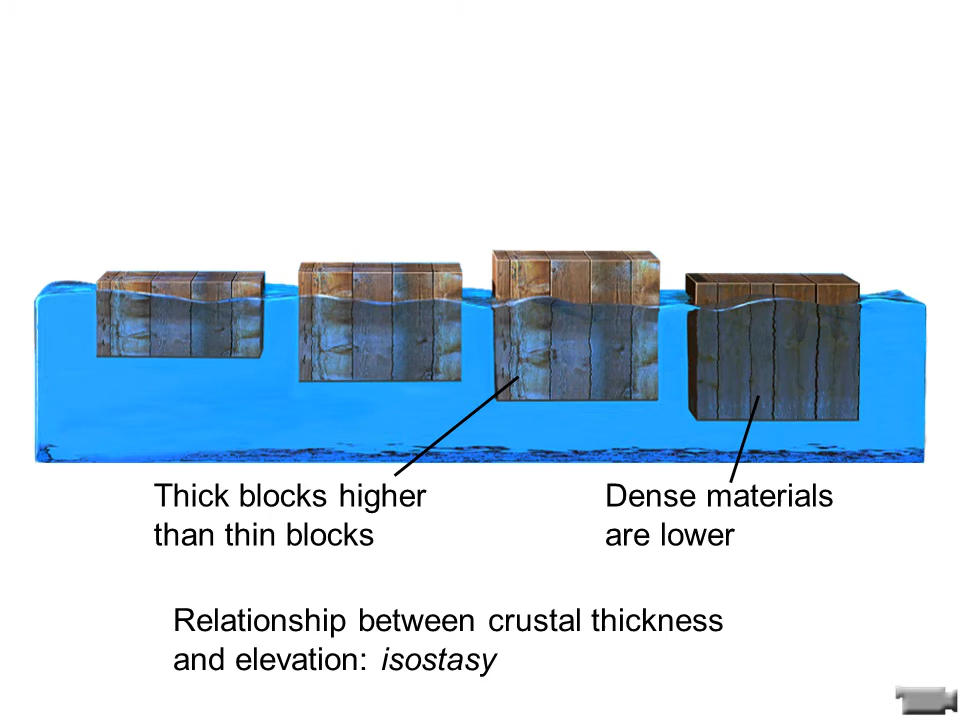 Thick blocks higher
than thin blocks
Dense materials
are lower
Relationship between crustal thickness
and elevation: isostasy